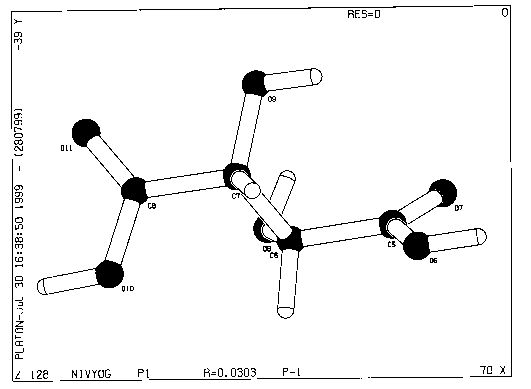 RES=0 0
-39 Y
PLATON-Jul 30 16:38:50 1999 - (280799)
O9
O11
C7
C8
O7
O8
C6
C5
O6
O10
Z 128 NIVYOG P1 R=0.0303 P-1 70 X